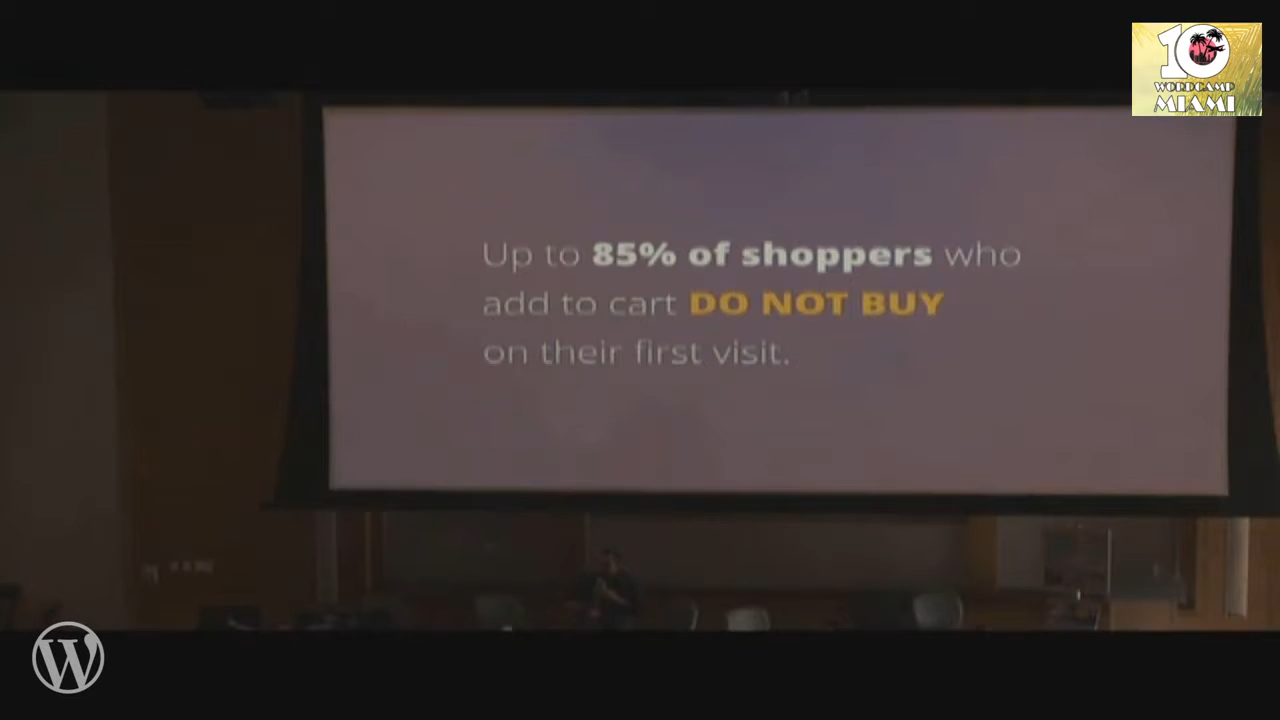 10
WORDCAMP
MIAMI
Up to 85% of shoppers who
add to cart DO NOT BUY
on their first visit.
W